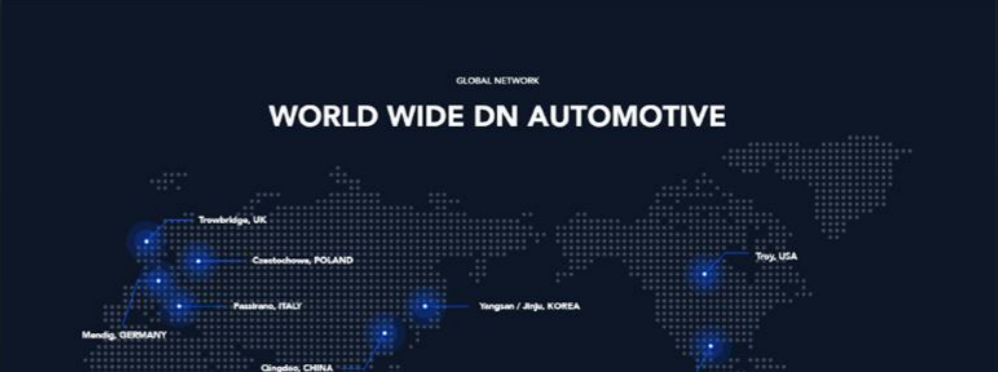 GLOBAL NETWORK
WORLD WIDE DN AUTOMOTIVE
Trowbridge, UK
Czestochowa, POLAND
Troy, USA
Passirano, ITALY
Yangsan / Jinju, KOREA
Mendig, GERMANY
Qingdao, CHINA